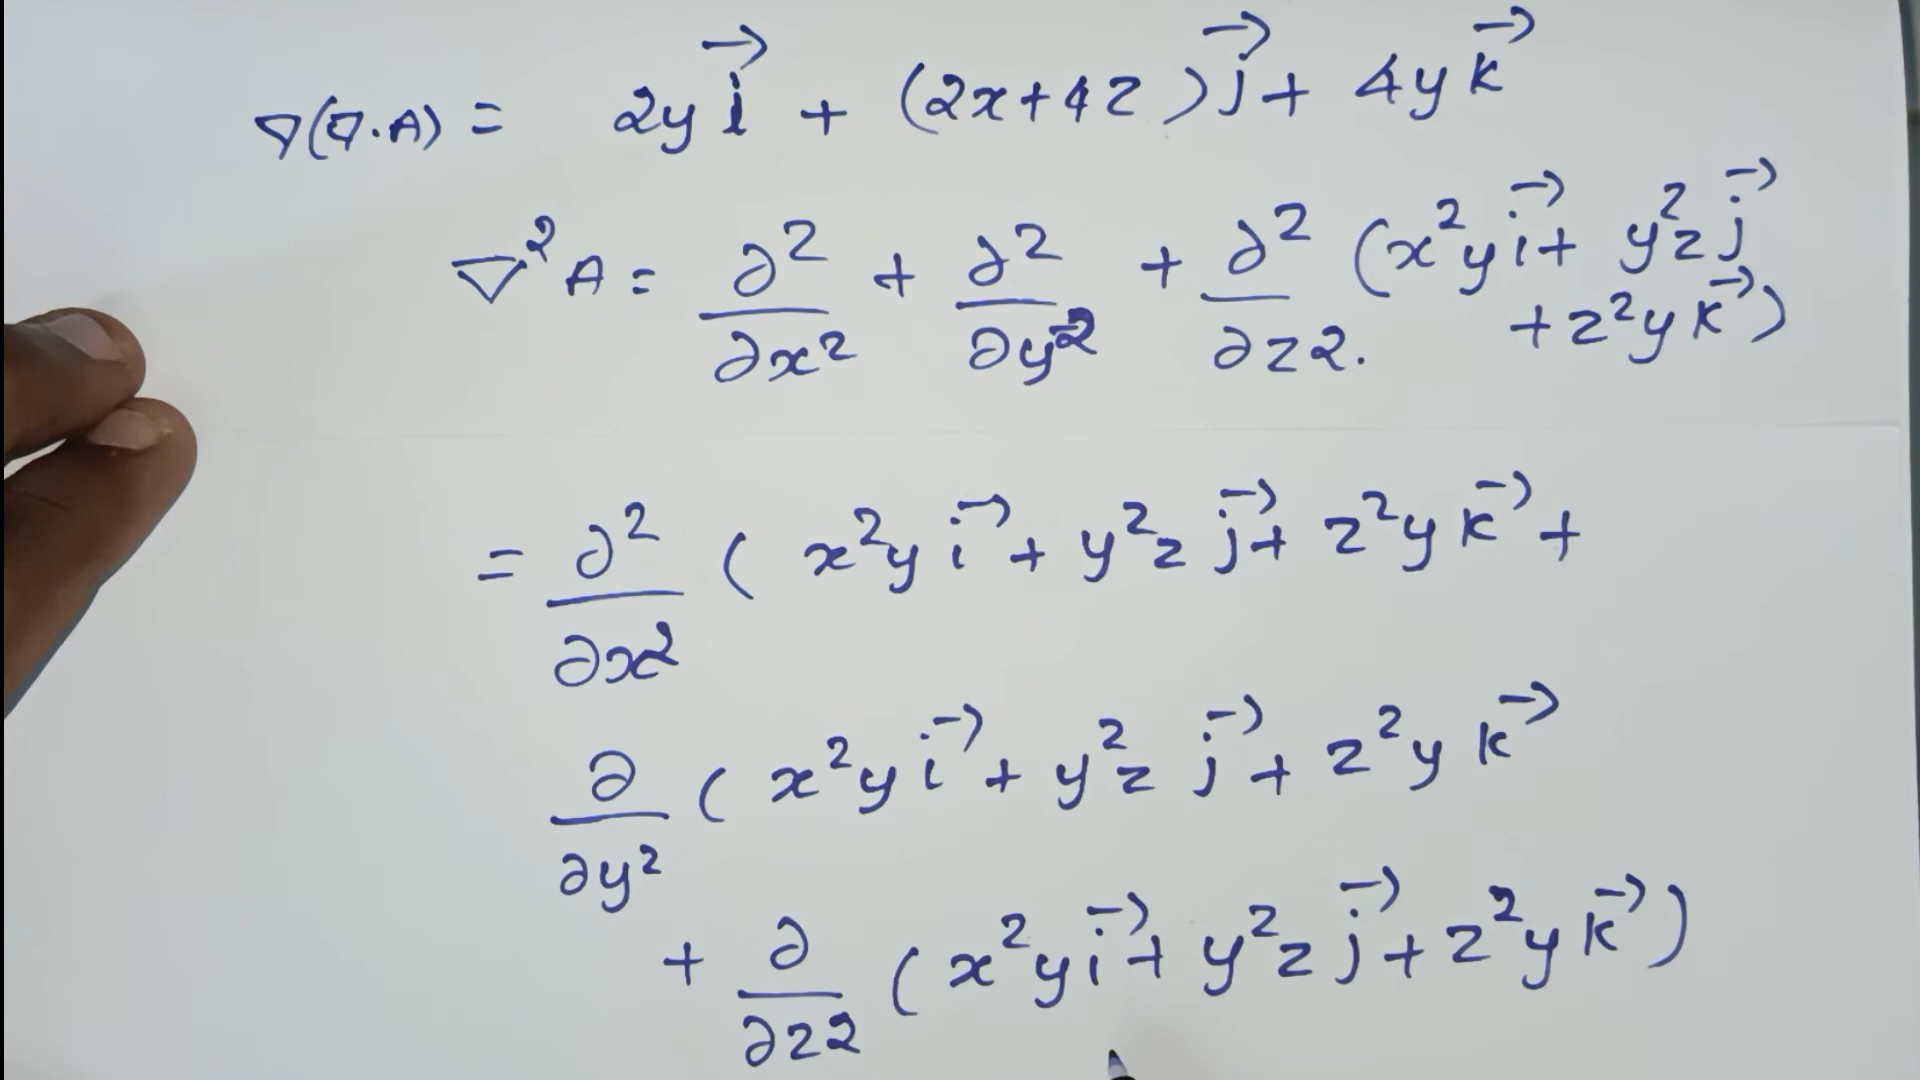 ∇(∇.A) = 2y i⃗ + (2x+4z) j⃗ + 4y k⃗
∇²A = ∂²/∂x² + ∂²/∂y² + ∂²/∂z2. (x²y i⃗ + y²z j⃗
+ z²y k⃗)
= ∂²/∂x2 (x²y i⃗ + y²z j⃗ + z²y k⃗ +
∂/∂y² (x²y i⃗ + y²z j⃗ + z²y k⃗
+ ∂/∂z2 (x²y i⃗ + y²z j⃗ + z²y k⃗)